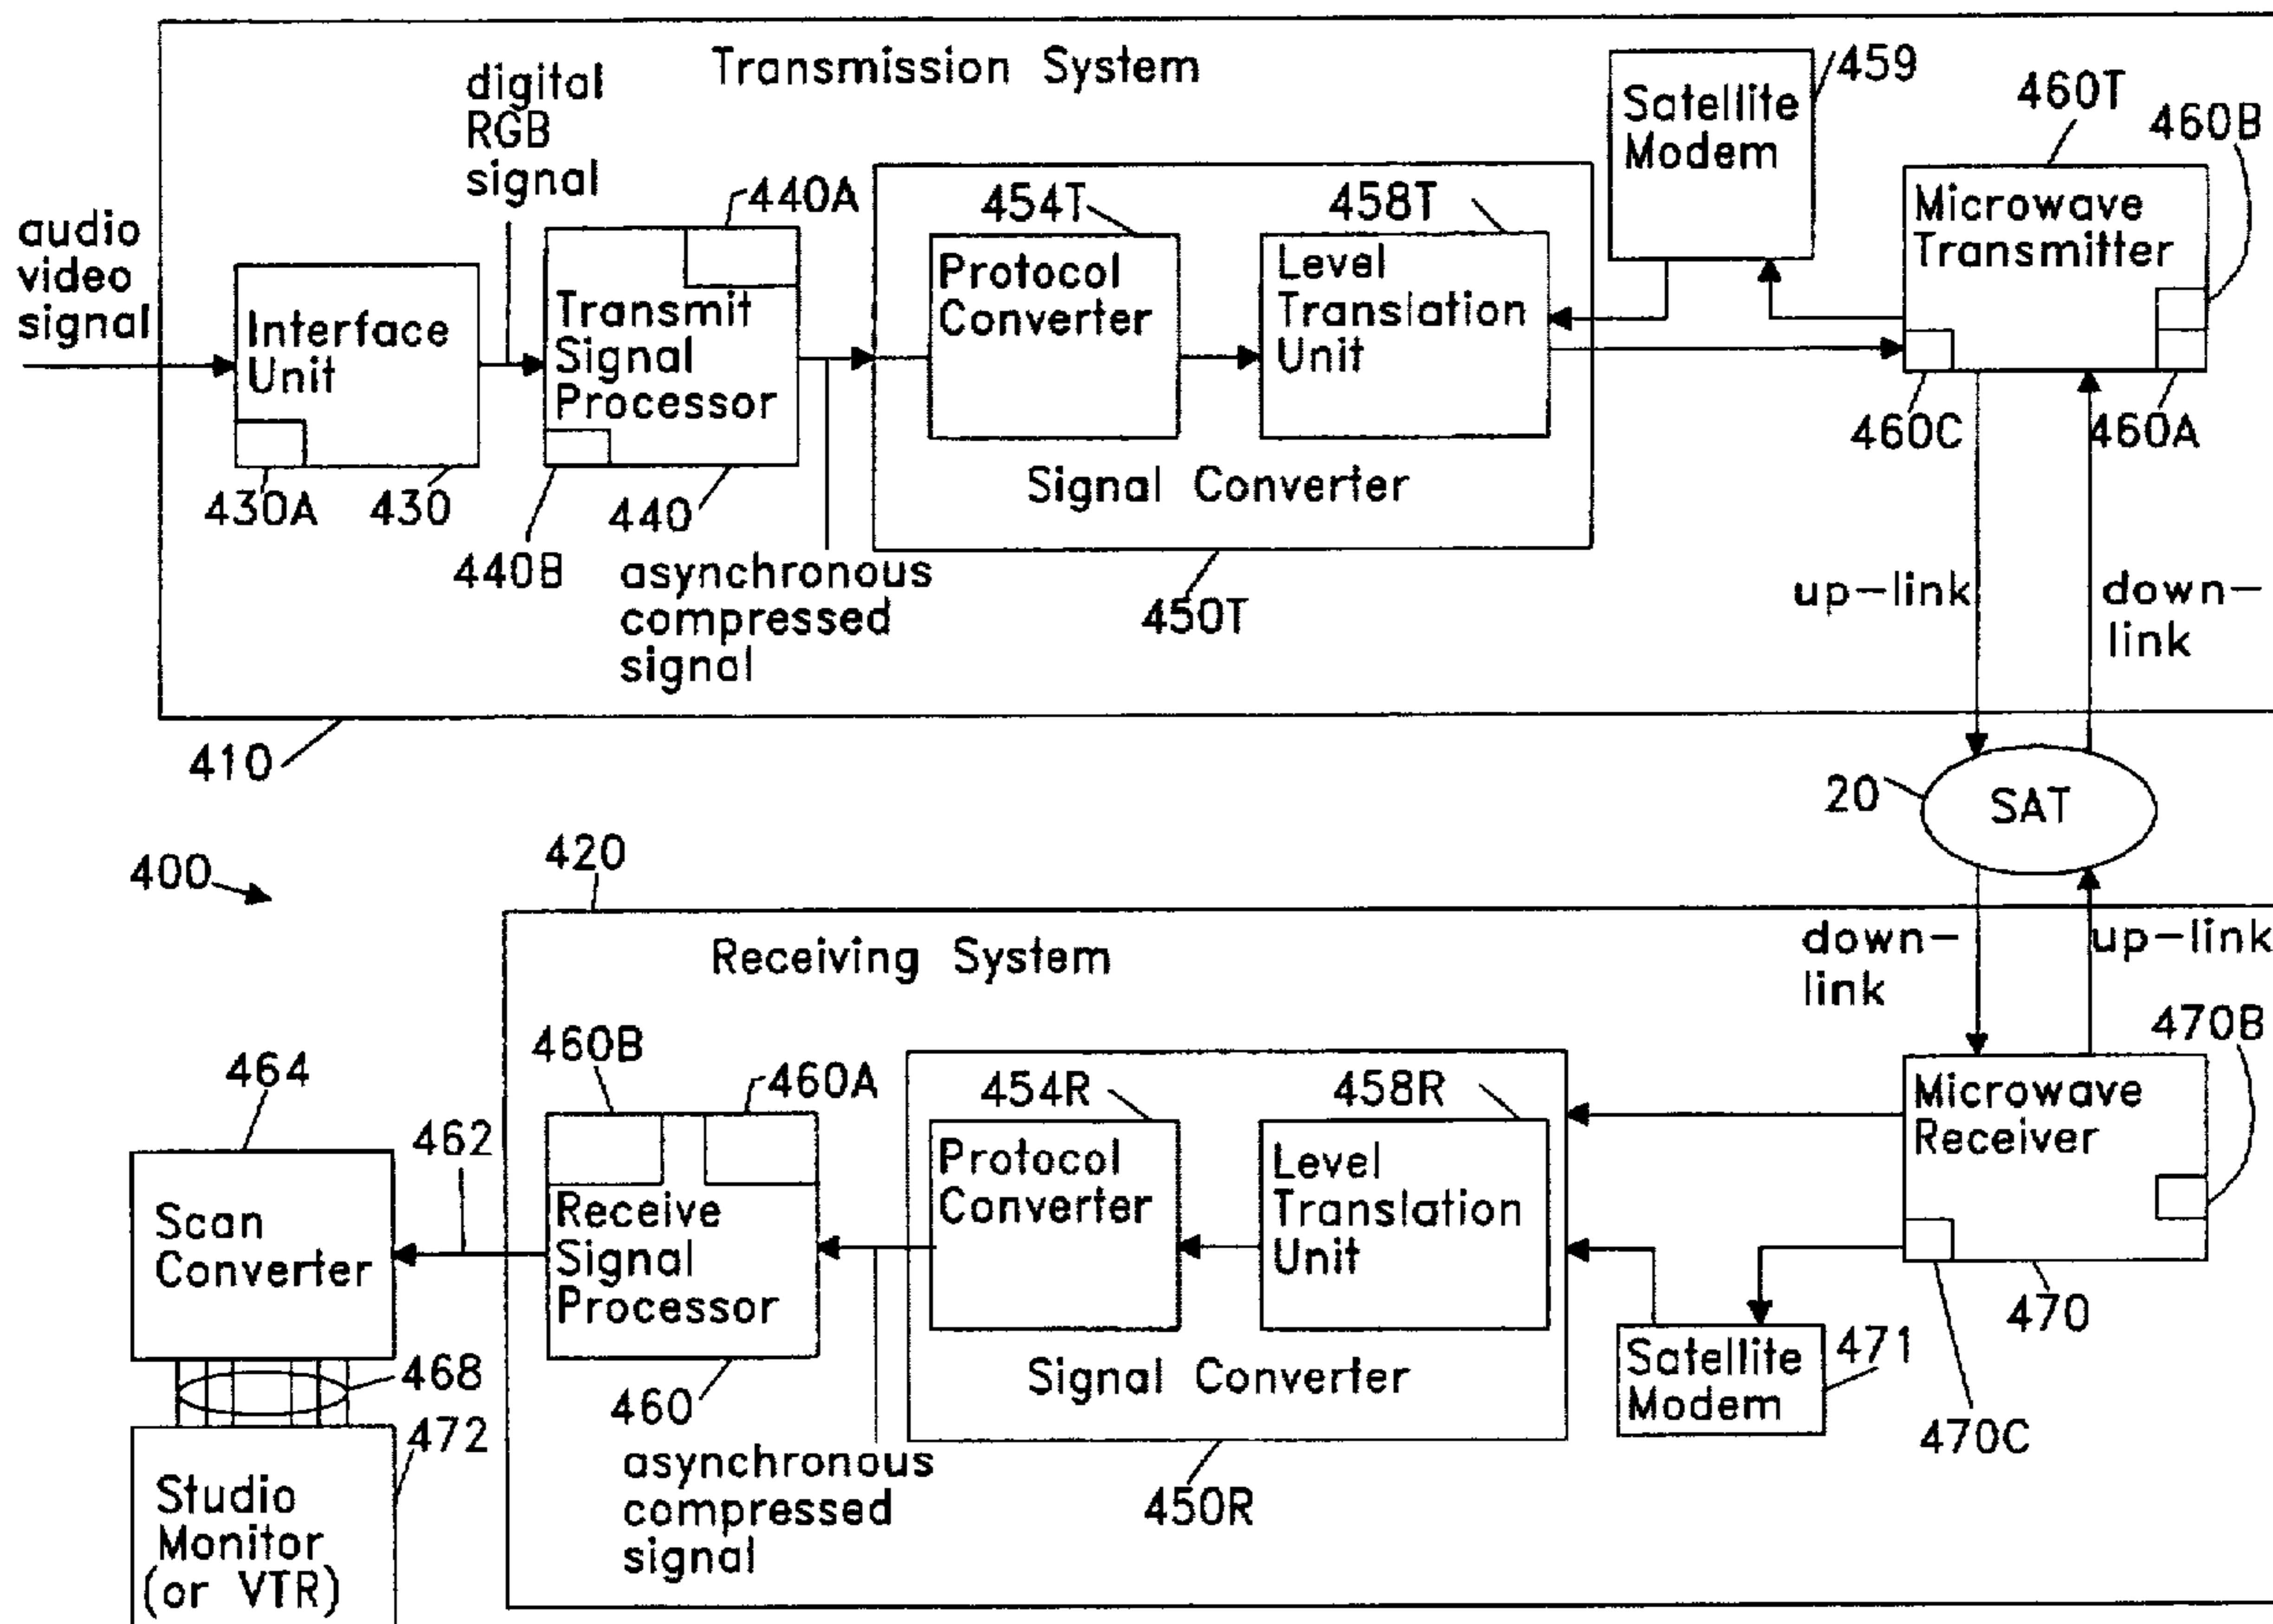 Transmission System
digital
RGB
signal
audio
video
signal
Interface
Unit
430A
430
440A
Transmit
Signal
Processor
440B
440
asynchronous
compressed
signal
454T
Protocol
Converter
458T
Level
Translation
Unit
Signal Converter
450T
Satellite
Modem
459
460T
460B
Microwave
Transmitter
460C
460A
up-link
down-
link
410
20
SAT
400
420
Receiving System
down-
link
up-link
470B
Microwave
Receiver
470
470C
Satellite
Modem
471
454R
Protocol
Converter
458R
Level
Translation
Unit
Signal Converter
450R
460B
460A
Receive
Signal
Processor
460
asynchronous
compressed
signal
462
464
Scan
Converter
468
472
Studio
Monitor
(or VTR)